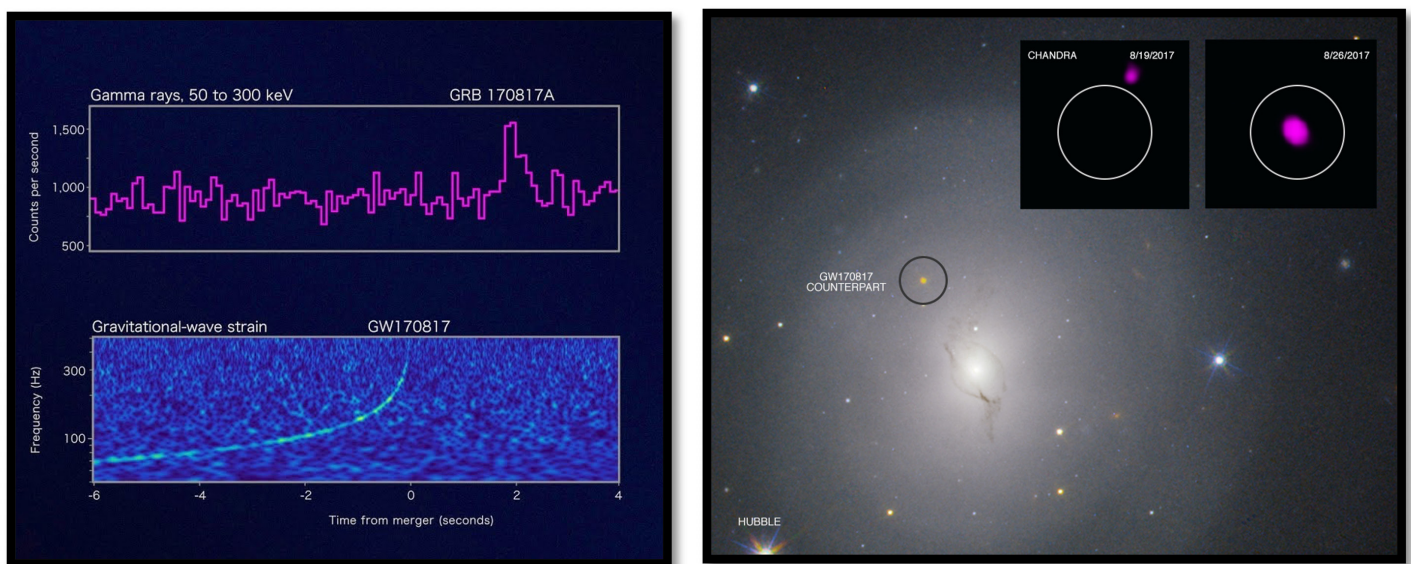 Gamma rays, 50 to 300 keV
GRB 170817A
Counts per second
1,500
1,000
500
Gravitational-wave strain
GW170817
Frequency (Hz)
300
100
-6
-4
-2
0
2
4
Time from merger (seconds)
CHANDRA
8/19/2017
8/26/2017
GW170817
COUNTERPART
HUBBLE